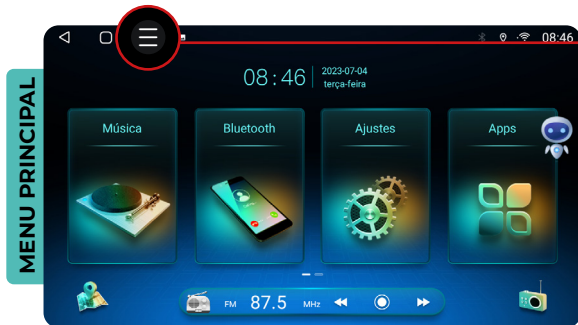 08:46
08:46
2023-07-04
terça-feira
MENU PRINCIPAL
Música
Bluetooth
Ajustes
Apps
FM 87.5 MHz